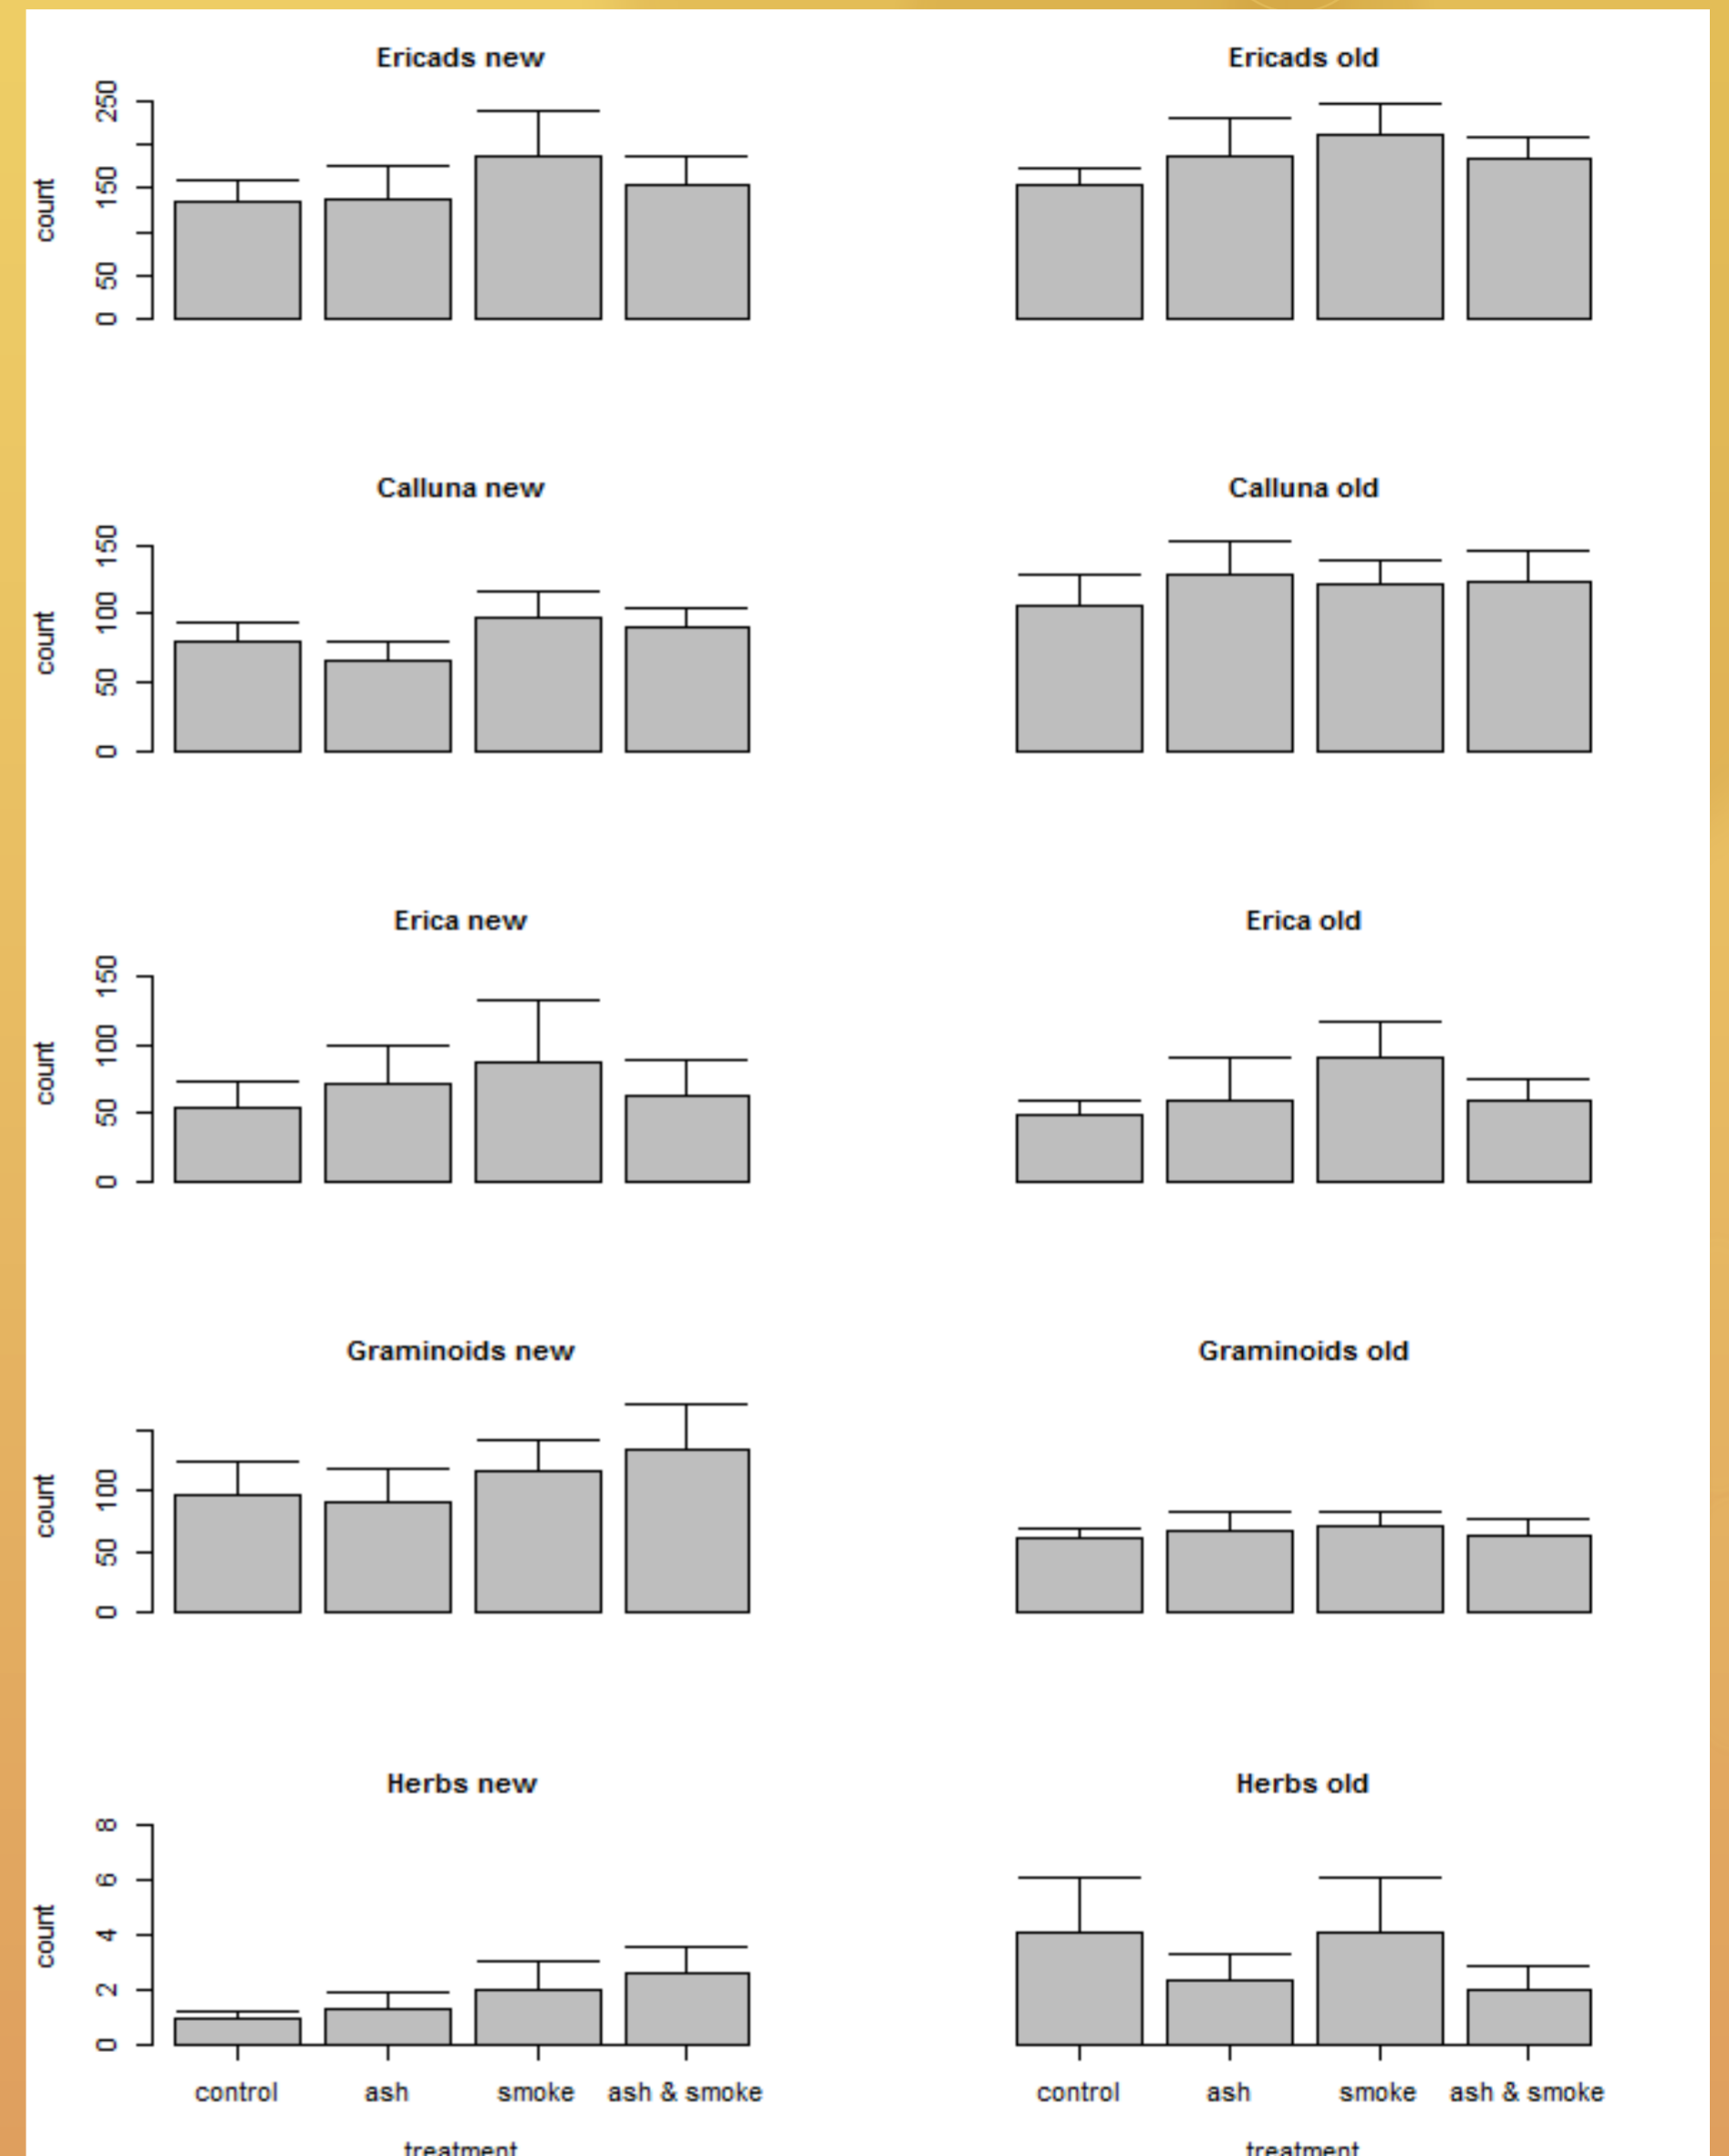 Ericads new
Ericads old
count
250
150
50
0
Calluna new
Calluna old
count
150
100
50
0
Erica new
Erica old
count
150
100
50
0
Graminoids new
Graminoids old
count
100
50
0
Herbs new
Herbs old
count
8
6
4
2
0
control ash smoke ash & smoke
control ash smoke ash & smoke
treatment
treatment